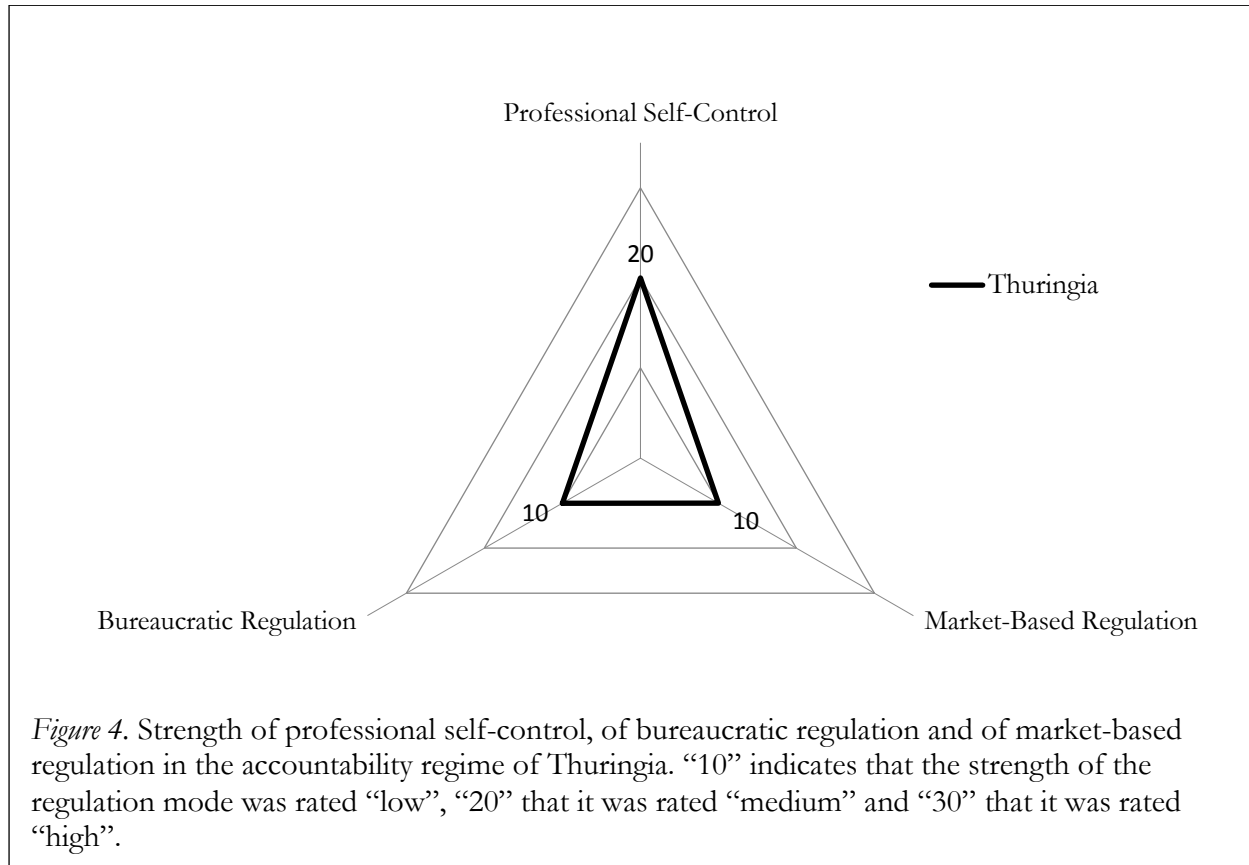 Professional Self-Control
20
Thuringia
10
10
Bureaucratic Regulation
Market-Based Regulation
Figure 4. Strength of professional self-control, of bureaucratic regulation and of market-based
regulation in the accountability regime of Thuringia. “10” indicates that the strength of the
regulation mode was rated “low”, “20” that it was rated “medium” and “30” that it was rated
“high”.